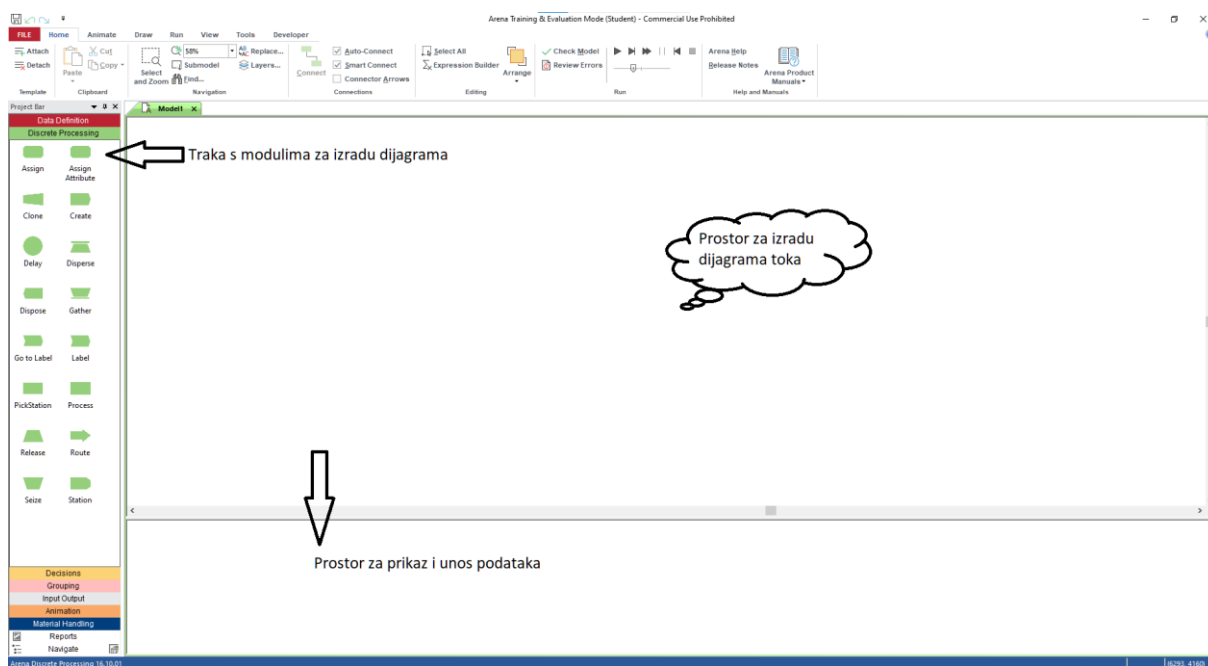 Arena Training & Evaluation Mode (Student) - Commercial Use Prohibited
FILE Home Animate Draw Run View Tools Developer
Attach
Detach
Template
Paste
Cut
Copy
Clipboard
Select and Zoom
58%
Submodel
Find...
Replace...
Layers...
Navigation
Connect
Auto-Connect
Smart Connect
Connector Arrows
Connections
Select All
Expression Builder
Arrange
Editing
Check Model
Review Errors
Run
Arena Help
Release Notes
Arena Product Manuals
Help and Manuals
Project Bar
Model1
Data Definition
Discrete Processing
Assign Assign Attribute
Clone Create
Delay Disperse
Dispose Gather
Go to Label Label
PickStation Process
Release Route
Seize Station
Decisions
Grouping
Input Output
Animation
Material Handling
Reports
Navigate
Traka s modulima za izradu dijagrama
Prostor za izradu
dijagrama toka
Prostor za prikaz i unos podataka
Arena Discrete Processing 16.10.01
(6293, 4160)